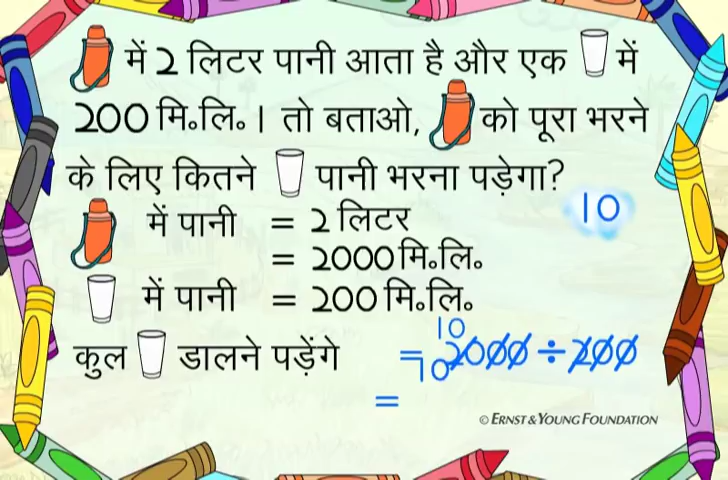 में 2 लिटर पानी आता है और एक में
200 मि॰लि॰। तो बताओ, को पूरा भरने
के लिए कितने पानी भरना पड़ेगा?
10
में पानी = 2 लिटर
= 2000 मि॰लि॰
में पानी = 200 मि॰लि॰
10
कुल डालने पड़ेंगे = 10 2000 ÷ 200
=
© ERNST & YOUNG FOUNDATION